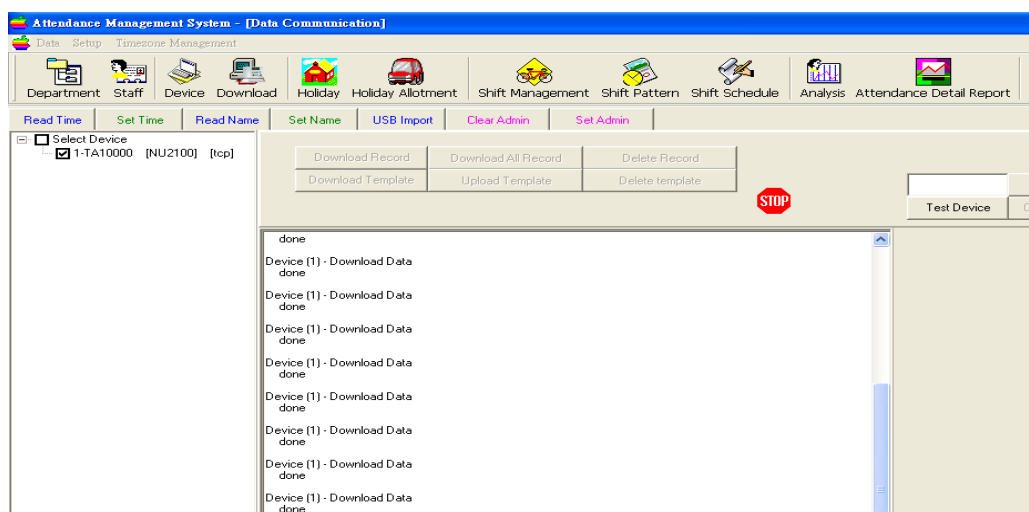 Attendance Management System - [Data Communication]
Data Setup Timezone Management
Department Staff Device Download Holiday Holiday Allotment Shift Management Shift Pattern Shift Schedule Analysis Attendance Detail Report
Read Time Set Time Read Name Set Name USB Import Clear Admin Set Admin
Select Device
1-TA10000 [NU2100] [tcp]
Download Record Download All Record Delete Record
Download Template Upload Template Delete template
STOP
Test Device
done
Device (1) - Download Data
done
Device (1) - Download Data
done
Device (1) - Download Data
done
Device (1) - Download Data
done
Device (1) - Download Data
done
Device (1) - Download Data
done
Device (1) - Download Data
done
Device (1) - Download Data
done